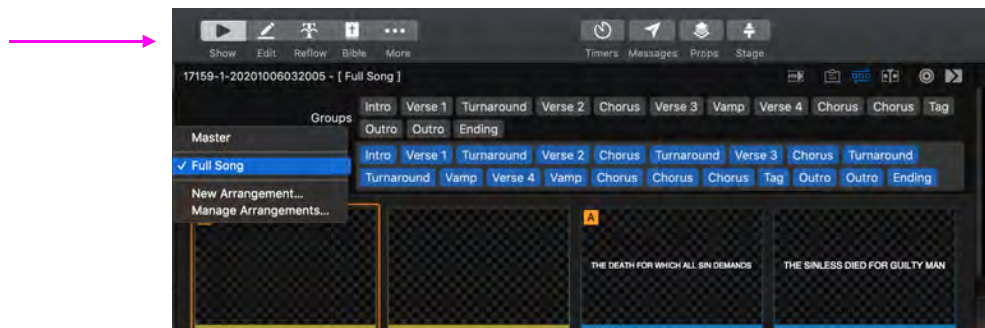 Show Edit Reflow Bible More Timers Messages Props Stage
17159-1-20201006032005 - [ Full Song ]
Groups
Intro Verse 1 Turnaround Verse 2 Chorus Verse 3 Vamp Verse 4 Chorus Chorus Tag
Outro Outro Ending
Master
✓ Full Song
New Arrangement...
Manage Arrangements...
Intro Verse 1 Turnaround Verse 2 Chorus Turnaround Verse 3 Chorus Turnaround
Turnaround Vamp Verse 4 Vamp Chorus Chorus Chorus Tag Outro Outro Ending
A
THE DEATH FOR WHICH ALL SIN DEMANDS
THE SINLESS DIED FOR GUILTY MAN